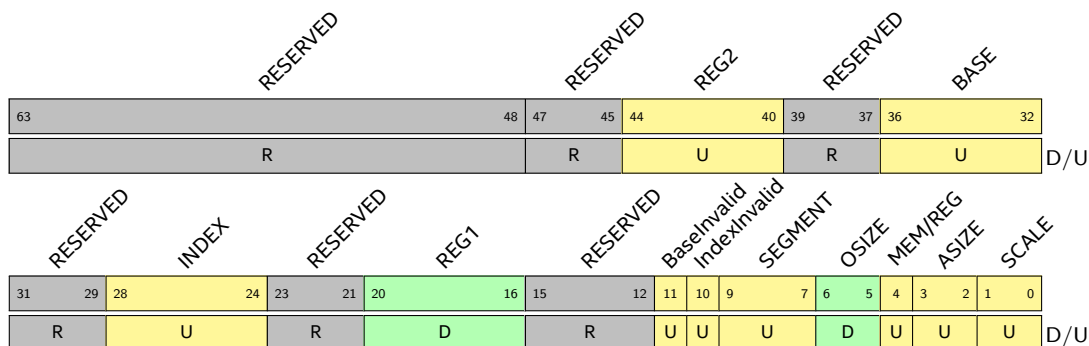 RESERVED RESERVED REG2 RESERVED BASE
63 48 47 45 44 40 39 37 36 32
R R U R U D/U
RESERVED INDEX RESERVED REG1 RESERVED BaseInvalid IndexInvalid SEGMENT OSIZE MEM/REG ASIZE SCALE
31 29 28 24 23 21 20 16 15 12 11 10 9 7 6 5 4 3 2 1 0
R U R D R U U U D U U U D/U